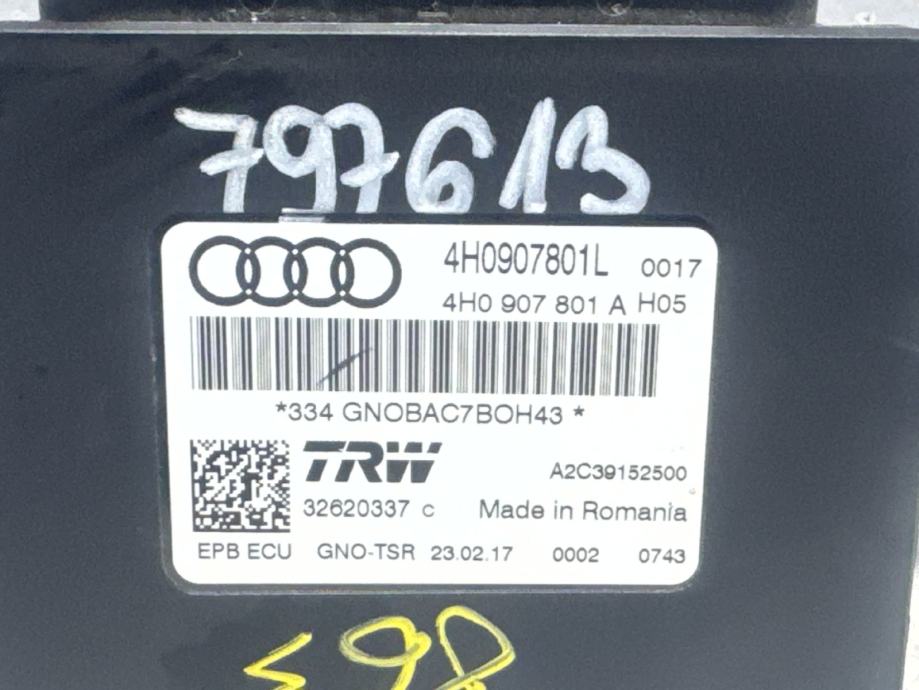 797613
4H0907801L 0017
4H0 907 801 A H05
*334 GNOBAC7BOH43 *
TRW A2C39152500
32620337 c Made in Romania
EPB ECU GNO-TSR 23.02.17 0002 0743